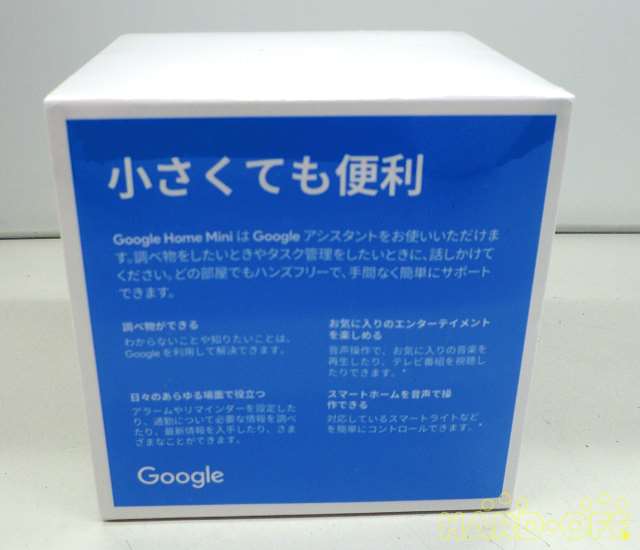 小さくても便利
Google Home Mini は Google アシスタントをお使いいただけま
す。調べ物をしたいときやタスク管理をしたいときに、話しかけて
ください。どの部屋でもハンズフリーで、手間なく簡単にサポート
できます。
調べ物ができる
わからないことや知りたいことは、
Google を利用して解決できます。
お気に入りのエンターテイメント
を楽しめる
音声操作で、お気に入りの音楽を
再生したり、テレビ番組を視聴し
たりできます。*
日々のあらゆる場面で役立つ
アラームやリマインダーを設定した
り、通勤について必要な情報を調べ
たり、最新情報を入手したり、さま
ざまなことができます。
スマートホームを音声で操
作できる
対応しているスマートライトなど
を簡単にコントロールできます。*
Google